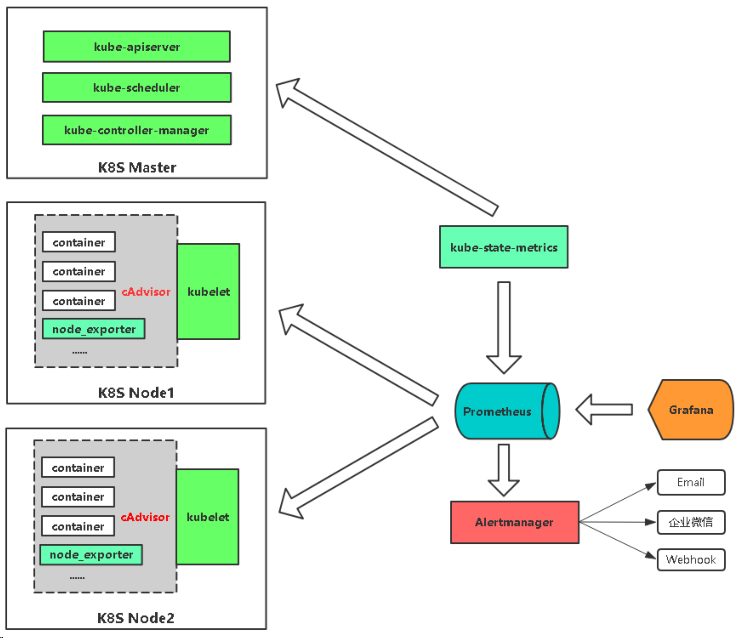 kube-apiserver
kube-scheduler
kube-controller-manager
K8S Master
container
container
container
cAdvisor
node_exporter
......
kubelet
K8S Node1
container
container
container
cAdvisor
node_exporter
......
kubelet
K8S Node2
kube-state-metrics
Prometheus
Grafana
Alertmanager
Email
企业微信
Webhook